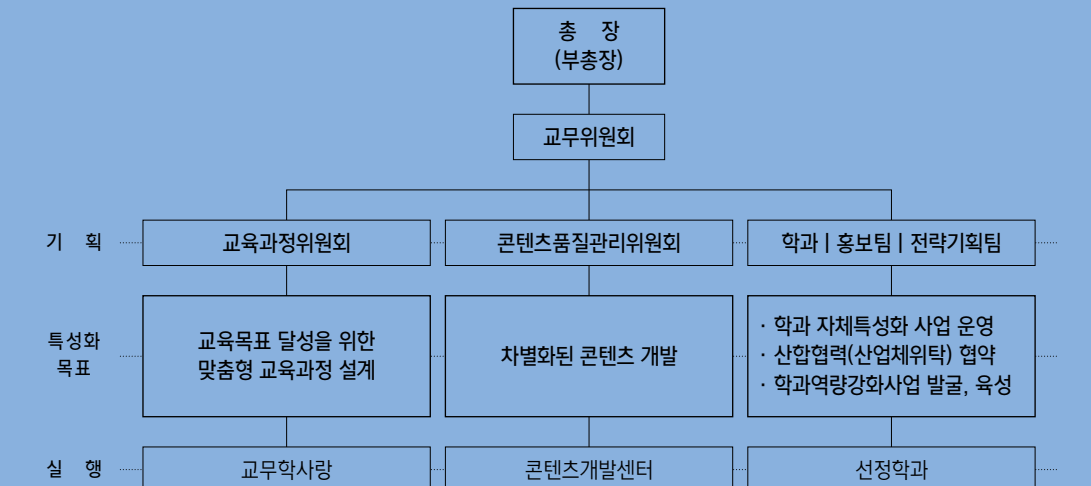 총 장
(부총장)
교무위원회
기 획
교육과정위원회
콘텐츠품질관리위원회
학과 | 홍보팀 | 전략기획팀
특성화
목표
교육목표 달성을 위한
맞춤형 교육과정 설계
차별화된 콘텐츠 개발
· 학과 자체특성화 사업 운영
· 산합협력(산업체위탁) 협약
· 학과역량강화사업 발굴, 육성
실 행
교무학사랑
콘텐츠개발센터
선정학과